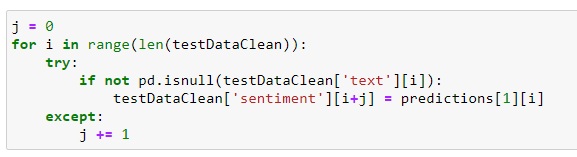 j = 0
for i in range(len(testDataClean)):
    try:
        if not pd.isnull(testDataClean['text'][i]):
            testDataClean['sentiment'][i+j] = predictions[1][i]
    except:
        j += 1